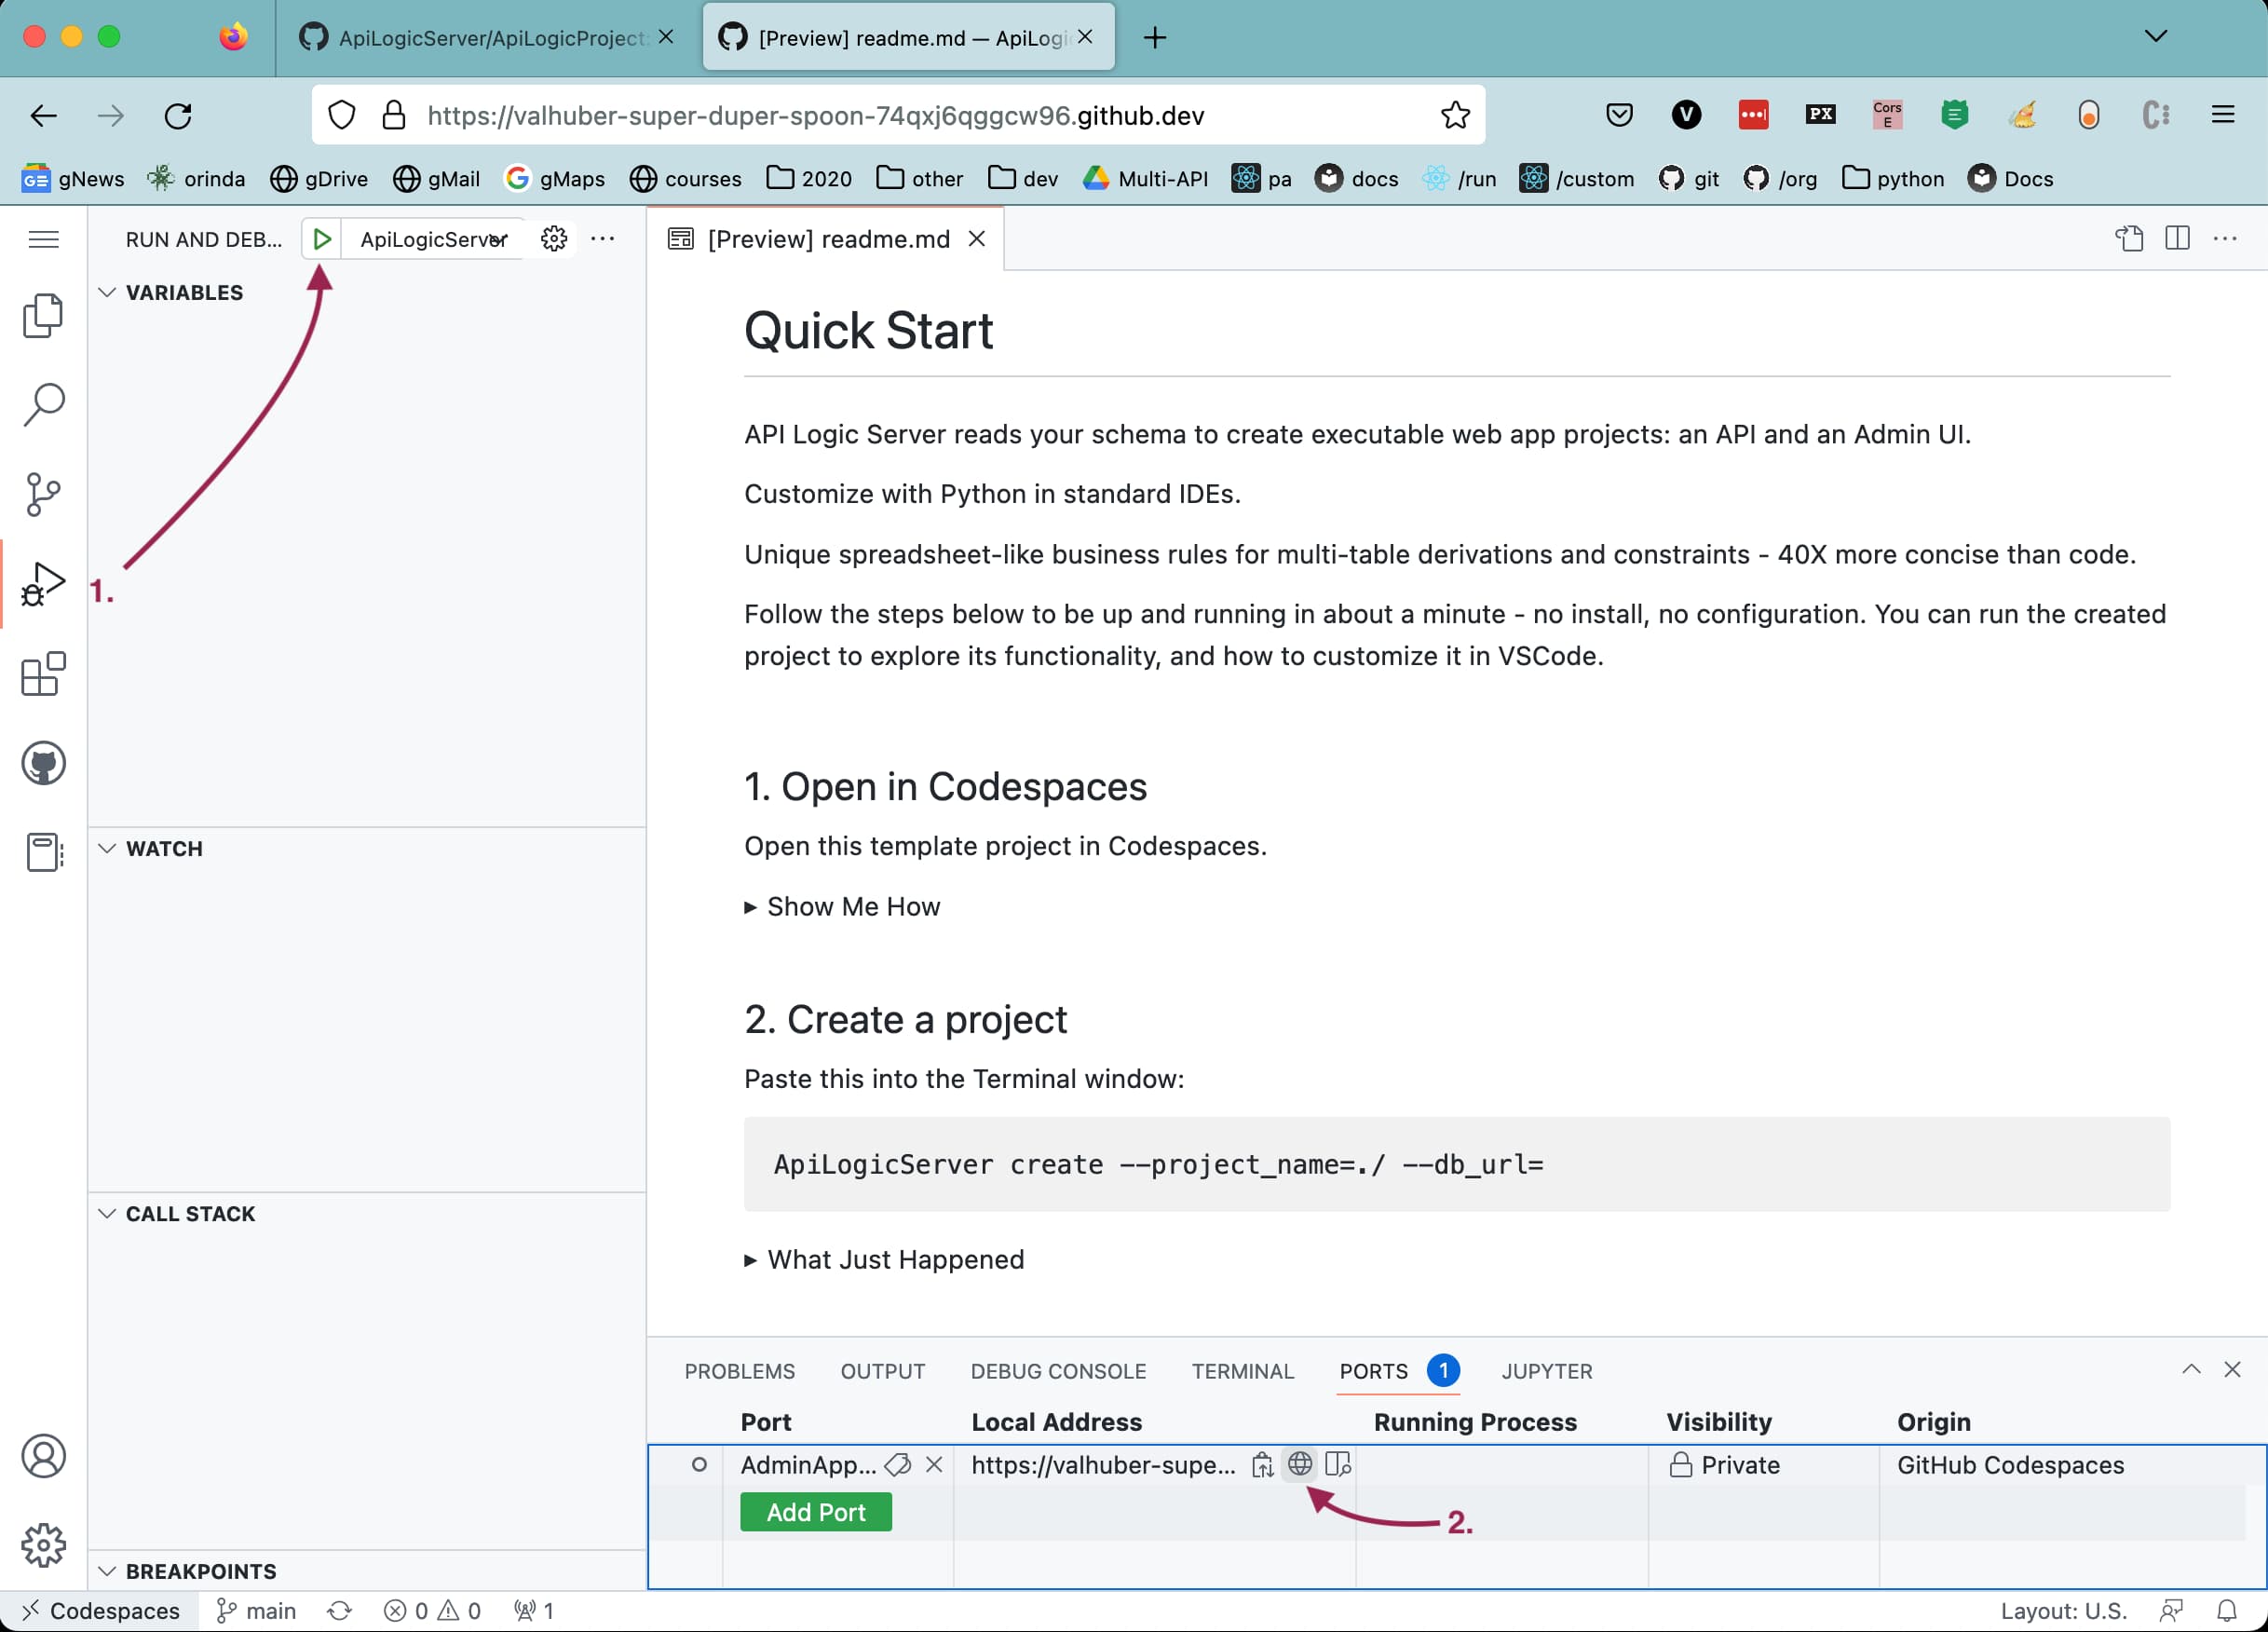 ApiLogicServer/ApiLogicProject:
[Preview] readme.md — ApiLogi
https://valhuber-super-duper-spoon-74qxj6qggcw96.github.dev
V
PX
Cors
E
GE gNews
orinda
gDrive
gMail
gMaps
courses
2020
other
dev
Multi-API
pa
docs
/run
/custom
git
/org
python
Docs
RUN AND DEB...
ApiLogicServer
[Preview] readme.md
VARIABLES
Quick Start
API Logic Server reads your schema to create executable web app projects: an API and an Admin UI.
Customize with Python in standard IDEs.
Unique spreadsheet-like business rules for multi-table derivations and constraints - 40X more concise than code.
1.
Follow the steps below to be up and running in about a minute - no install, no configuration. You can run the created
project to explore its functionality, and how to customize it in VSCode.
1. Open in Codespaces
Open this template project in Codespaces.
WATCH
Show Me How
2. Create a project
Paste this into the Terminal window:
ApiLogicServer create --project_name=./ --db_url=
CALL STACK
What Just Happened
PROBLEMS
OUTPUT
DEBUG CONSOLE
TERMINAL
PORTS
1
JUPYTER
Port
Local Address
Running Process
Visibility
Origin
AdminApp...
https://valhuber-supe...
Private
GitHub Codespaces
Add Port
2.
BREAKPOINTS
Codespaces
main
0
0
1
Layout: U.S.